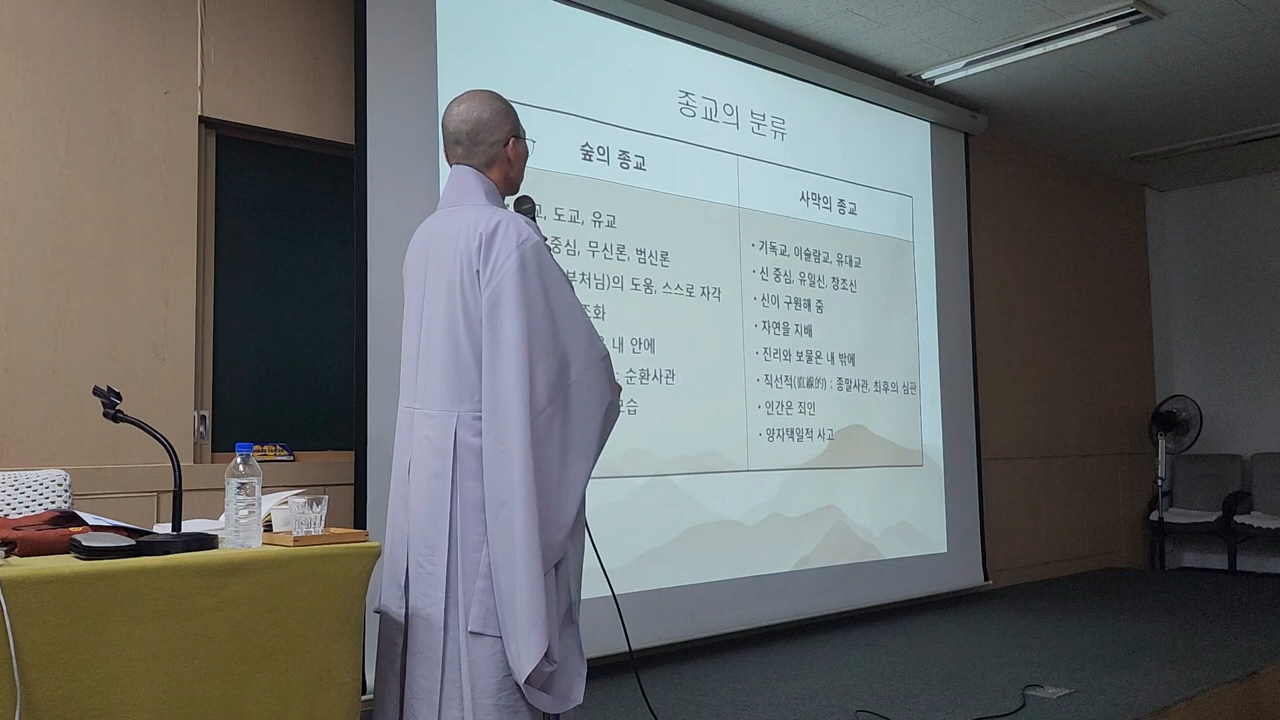 종교의 분류
숲의 종교
교, 도교, 유교
중심, 무신론, 범신론
부처님)의 도움, 스스로 자각
조화
내 안에
: 순환사관
모습
사막의 종교
• 기독교, 이슬람교, 유대교
• 신 중심, 유일신, 창조신
• 신이 구원해 줌
• 자연을 지배
• 진리와 보물은 내 밖에
• 직선적(直線的) : 종말사관, 최후의 심판
• 인간은 죄인
• 양자택일적 사고